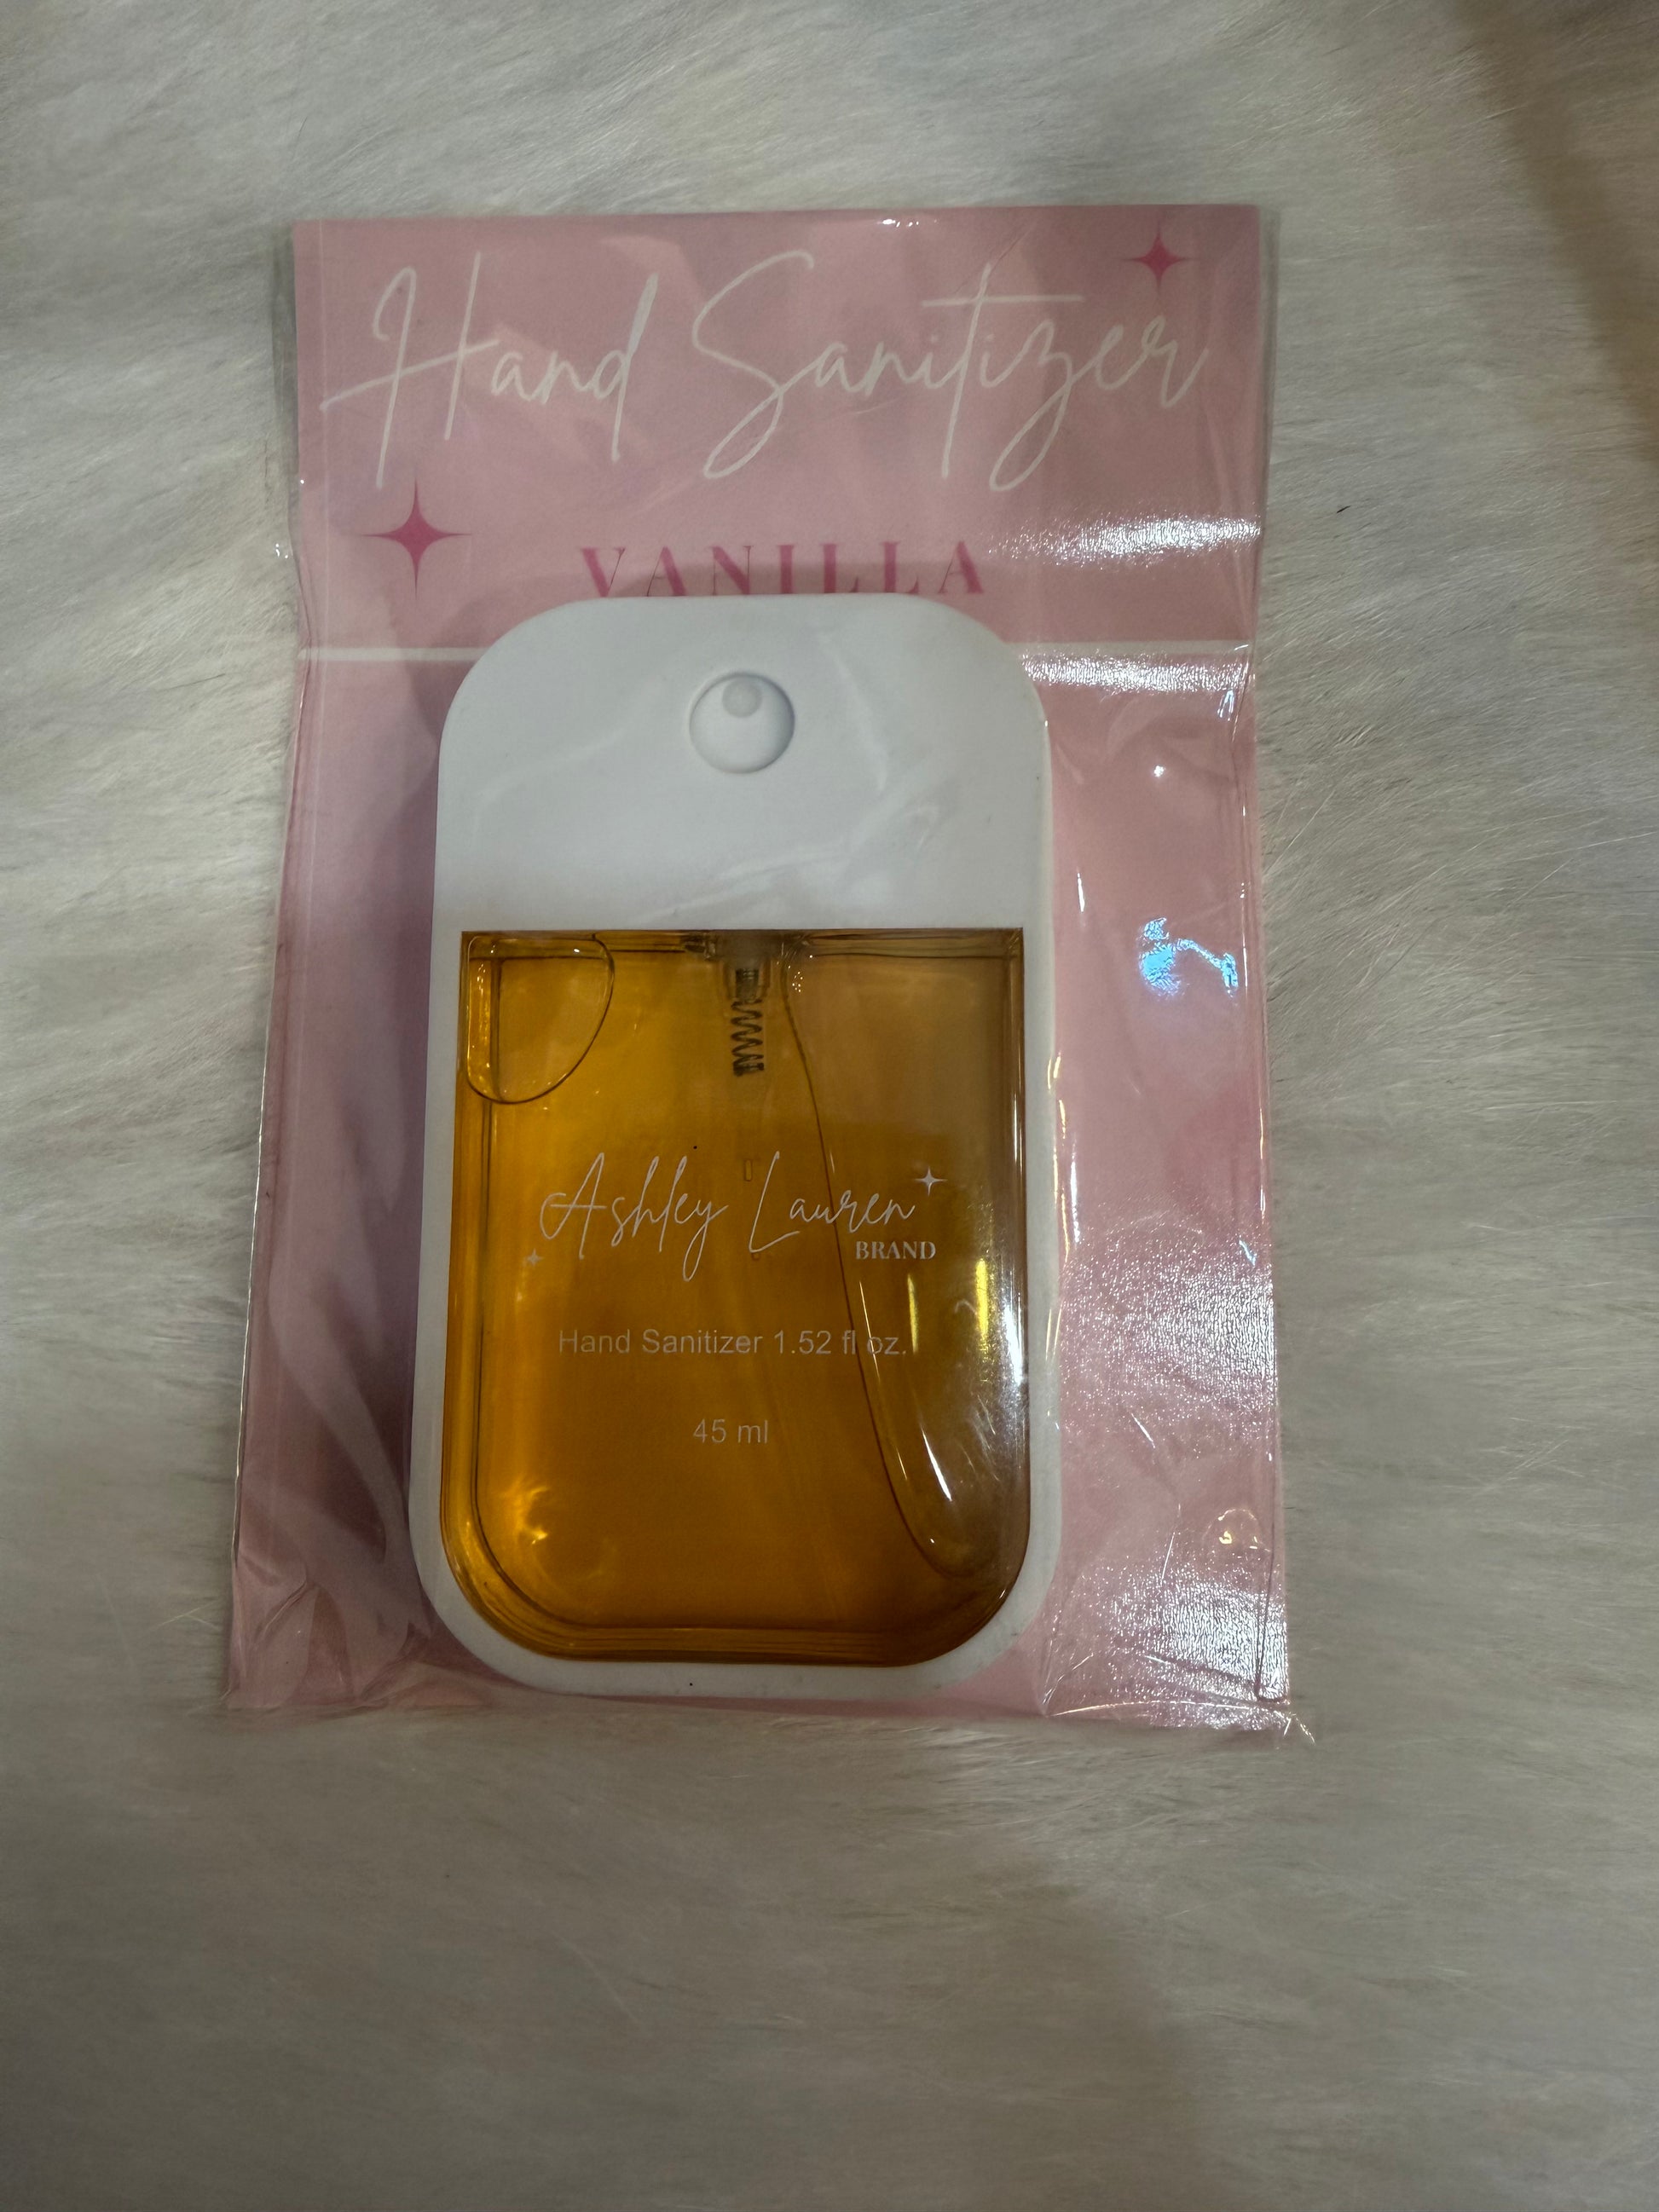 Hand Sanitizer
VANILLA
Ashley Lauren
BRAND
Hand Sanitizer 1.52 fl oz.
45 ml